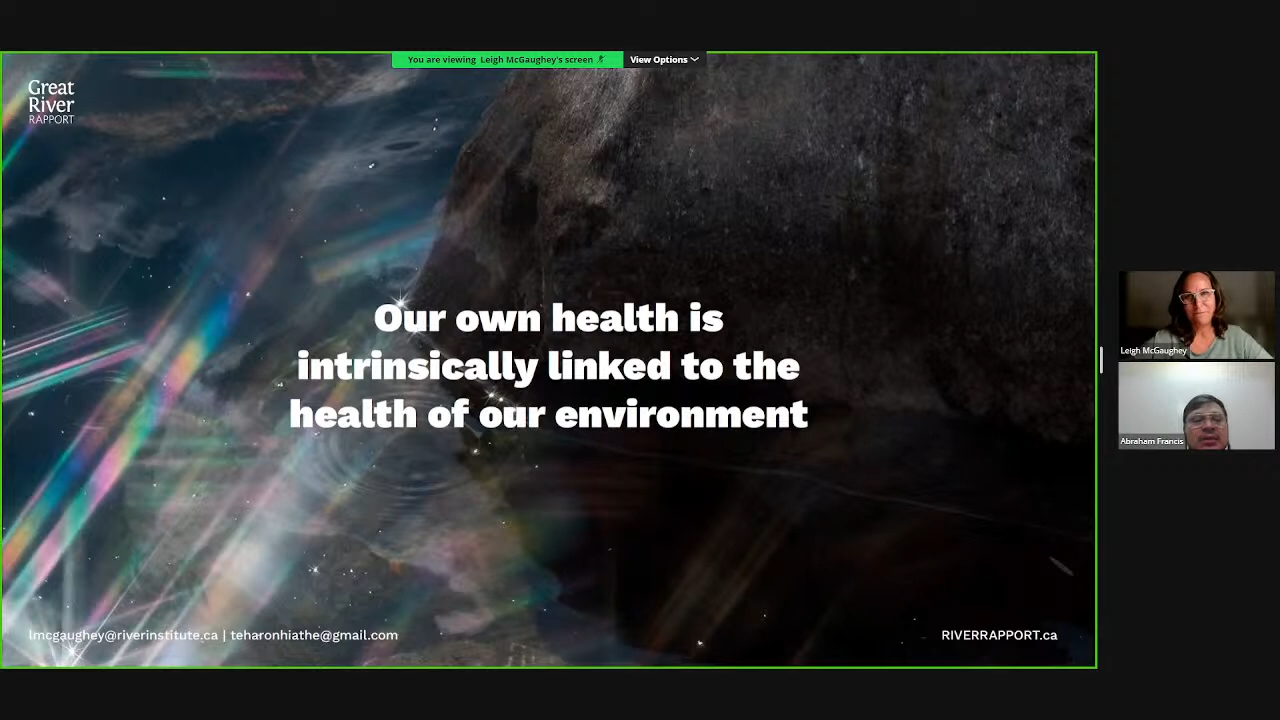 You are viewing Leigh McGaughey's screen
View Options
Great
River
RAPPORT
Our own health is
intrinsically linked to the
health of our environment
Leigh McGaughey
Abraham Francis
lmcgaughey@riverinstitute.ca | teharonhiathe@gmail.com
RIVERRAPPORT.ca